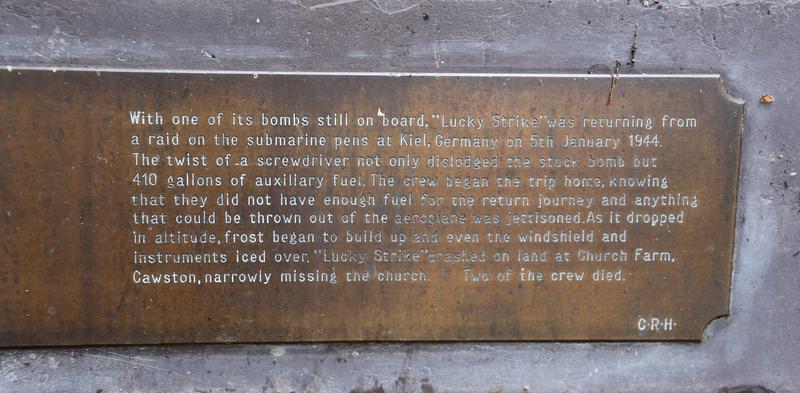 With one of its bombs still on board, "Lucky Strike" was returning from
a raid on the submarine pens at Kiel, Germany on 5th January 1944.
The twist of a screwdriver not only dislodged the stuck bomb but
410 gallons of auxiliary fuel. The crew began the trip home, knowing
that they did not have enough fuel for the return journey and anything
that could be thrown out of the aeroplane was jettisoned. As it dropped
in altitude, frost began to build up and even the windshield and
instruments iced over. "Lucky Strike" crashed on land at Church Farm,
Cawston, narrowly missing the church. Two of the crew died.
C·R·H·